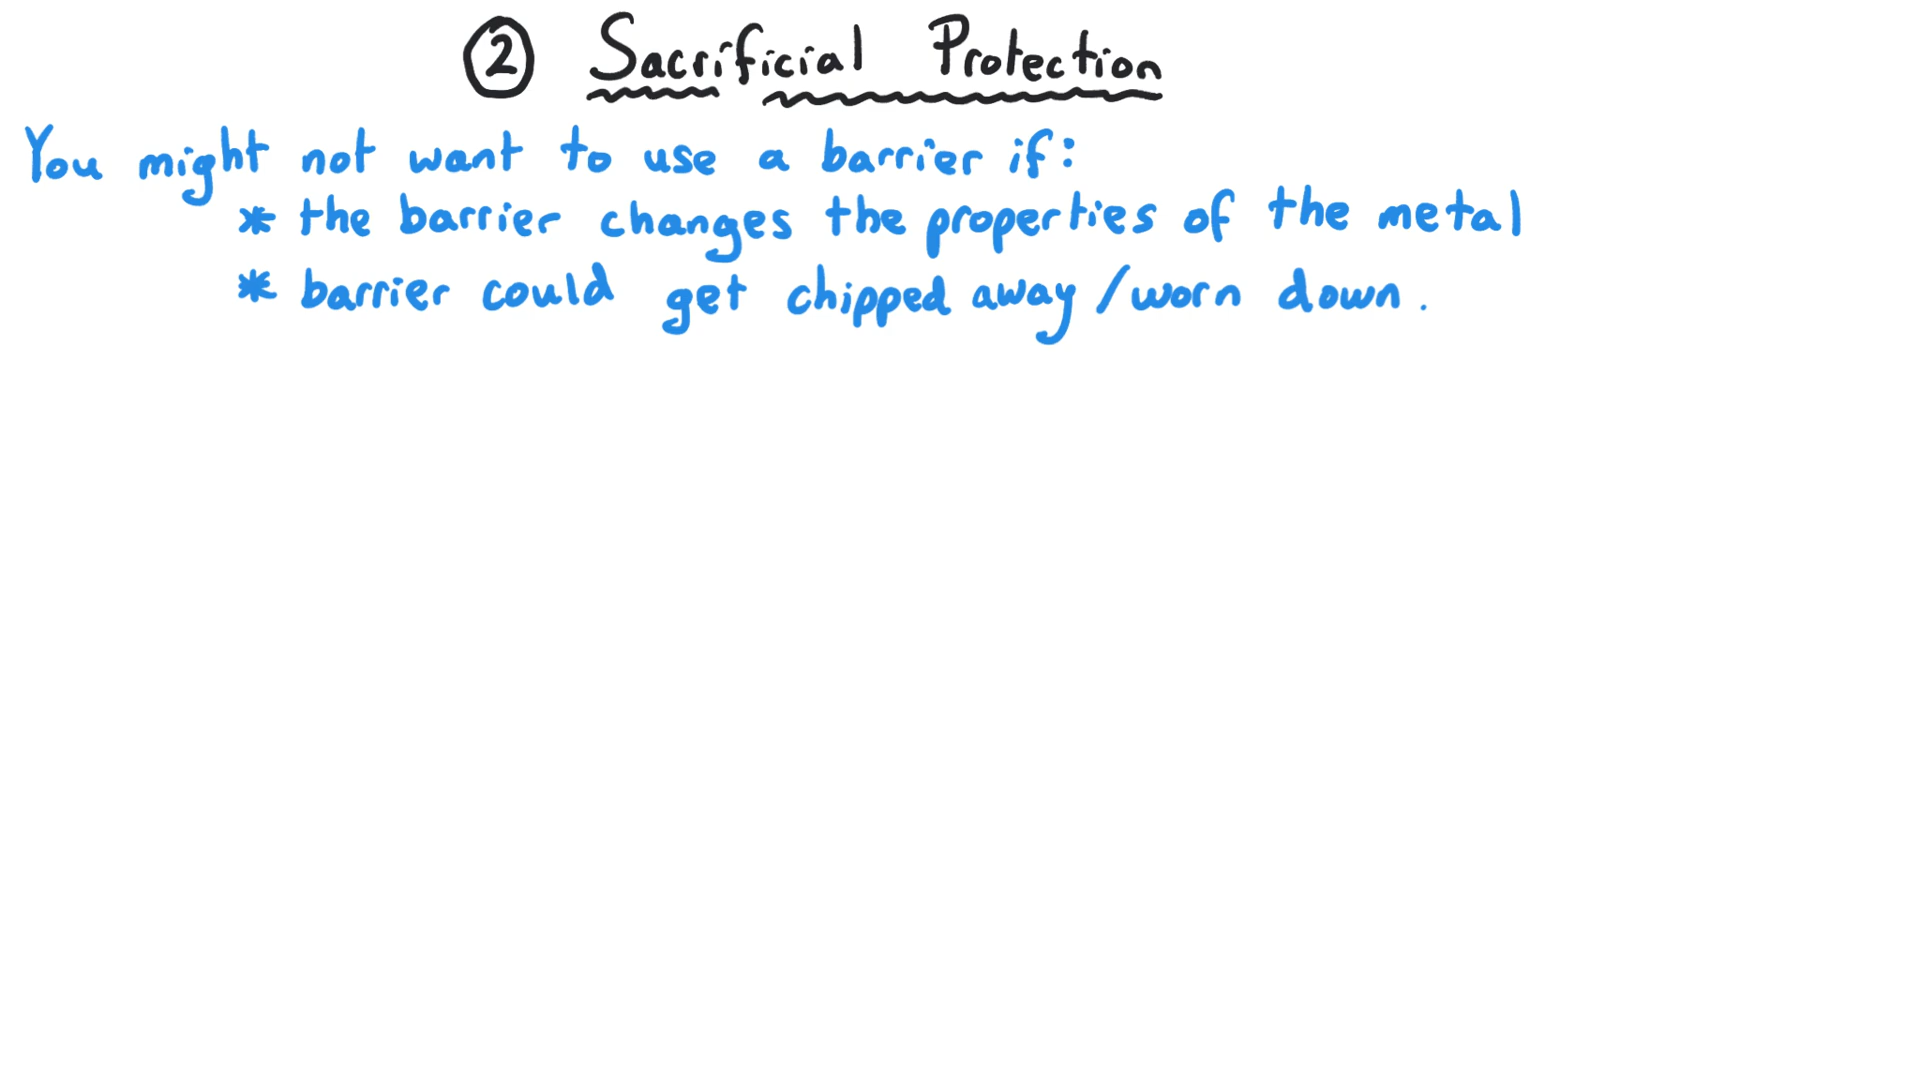 ② Sacrificial Protection
You might not want to use a barrier if:
* the barrier changes the properties of the metal
* barrier could get chipped away/worn down.